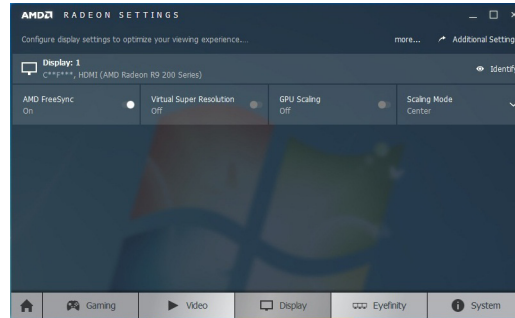 AMD RADEON SETTINGS
Configure display settings to optimize your viewing experience....
more...
Additional Setting
Display: 1
C**F***, HDMI (AMD Radeon R9 200 Series)
Identify
AMD FreeSync
On
Virtual Super Resolution
Off
GPU Scaling
Off
Scaling Mode
Center
Gaming
Video
Display
Eyefinity
System